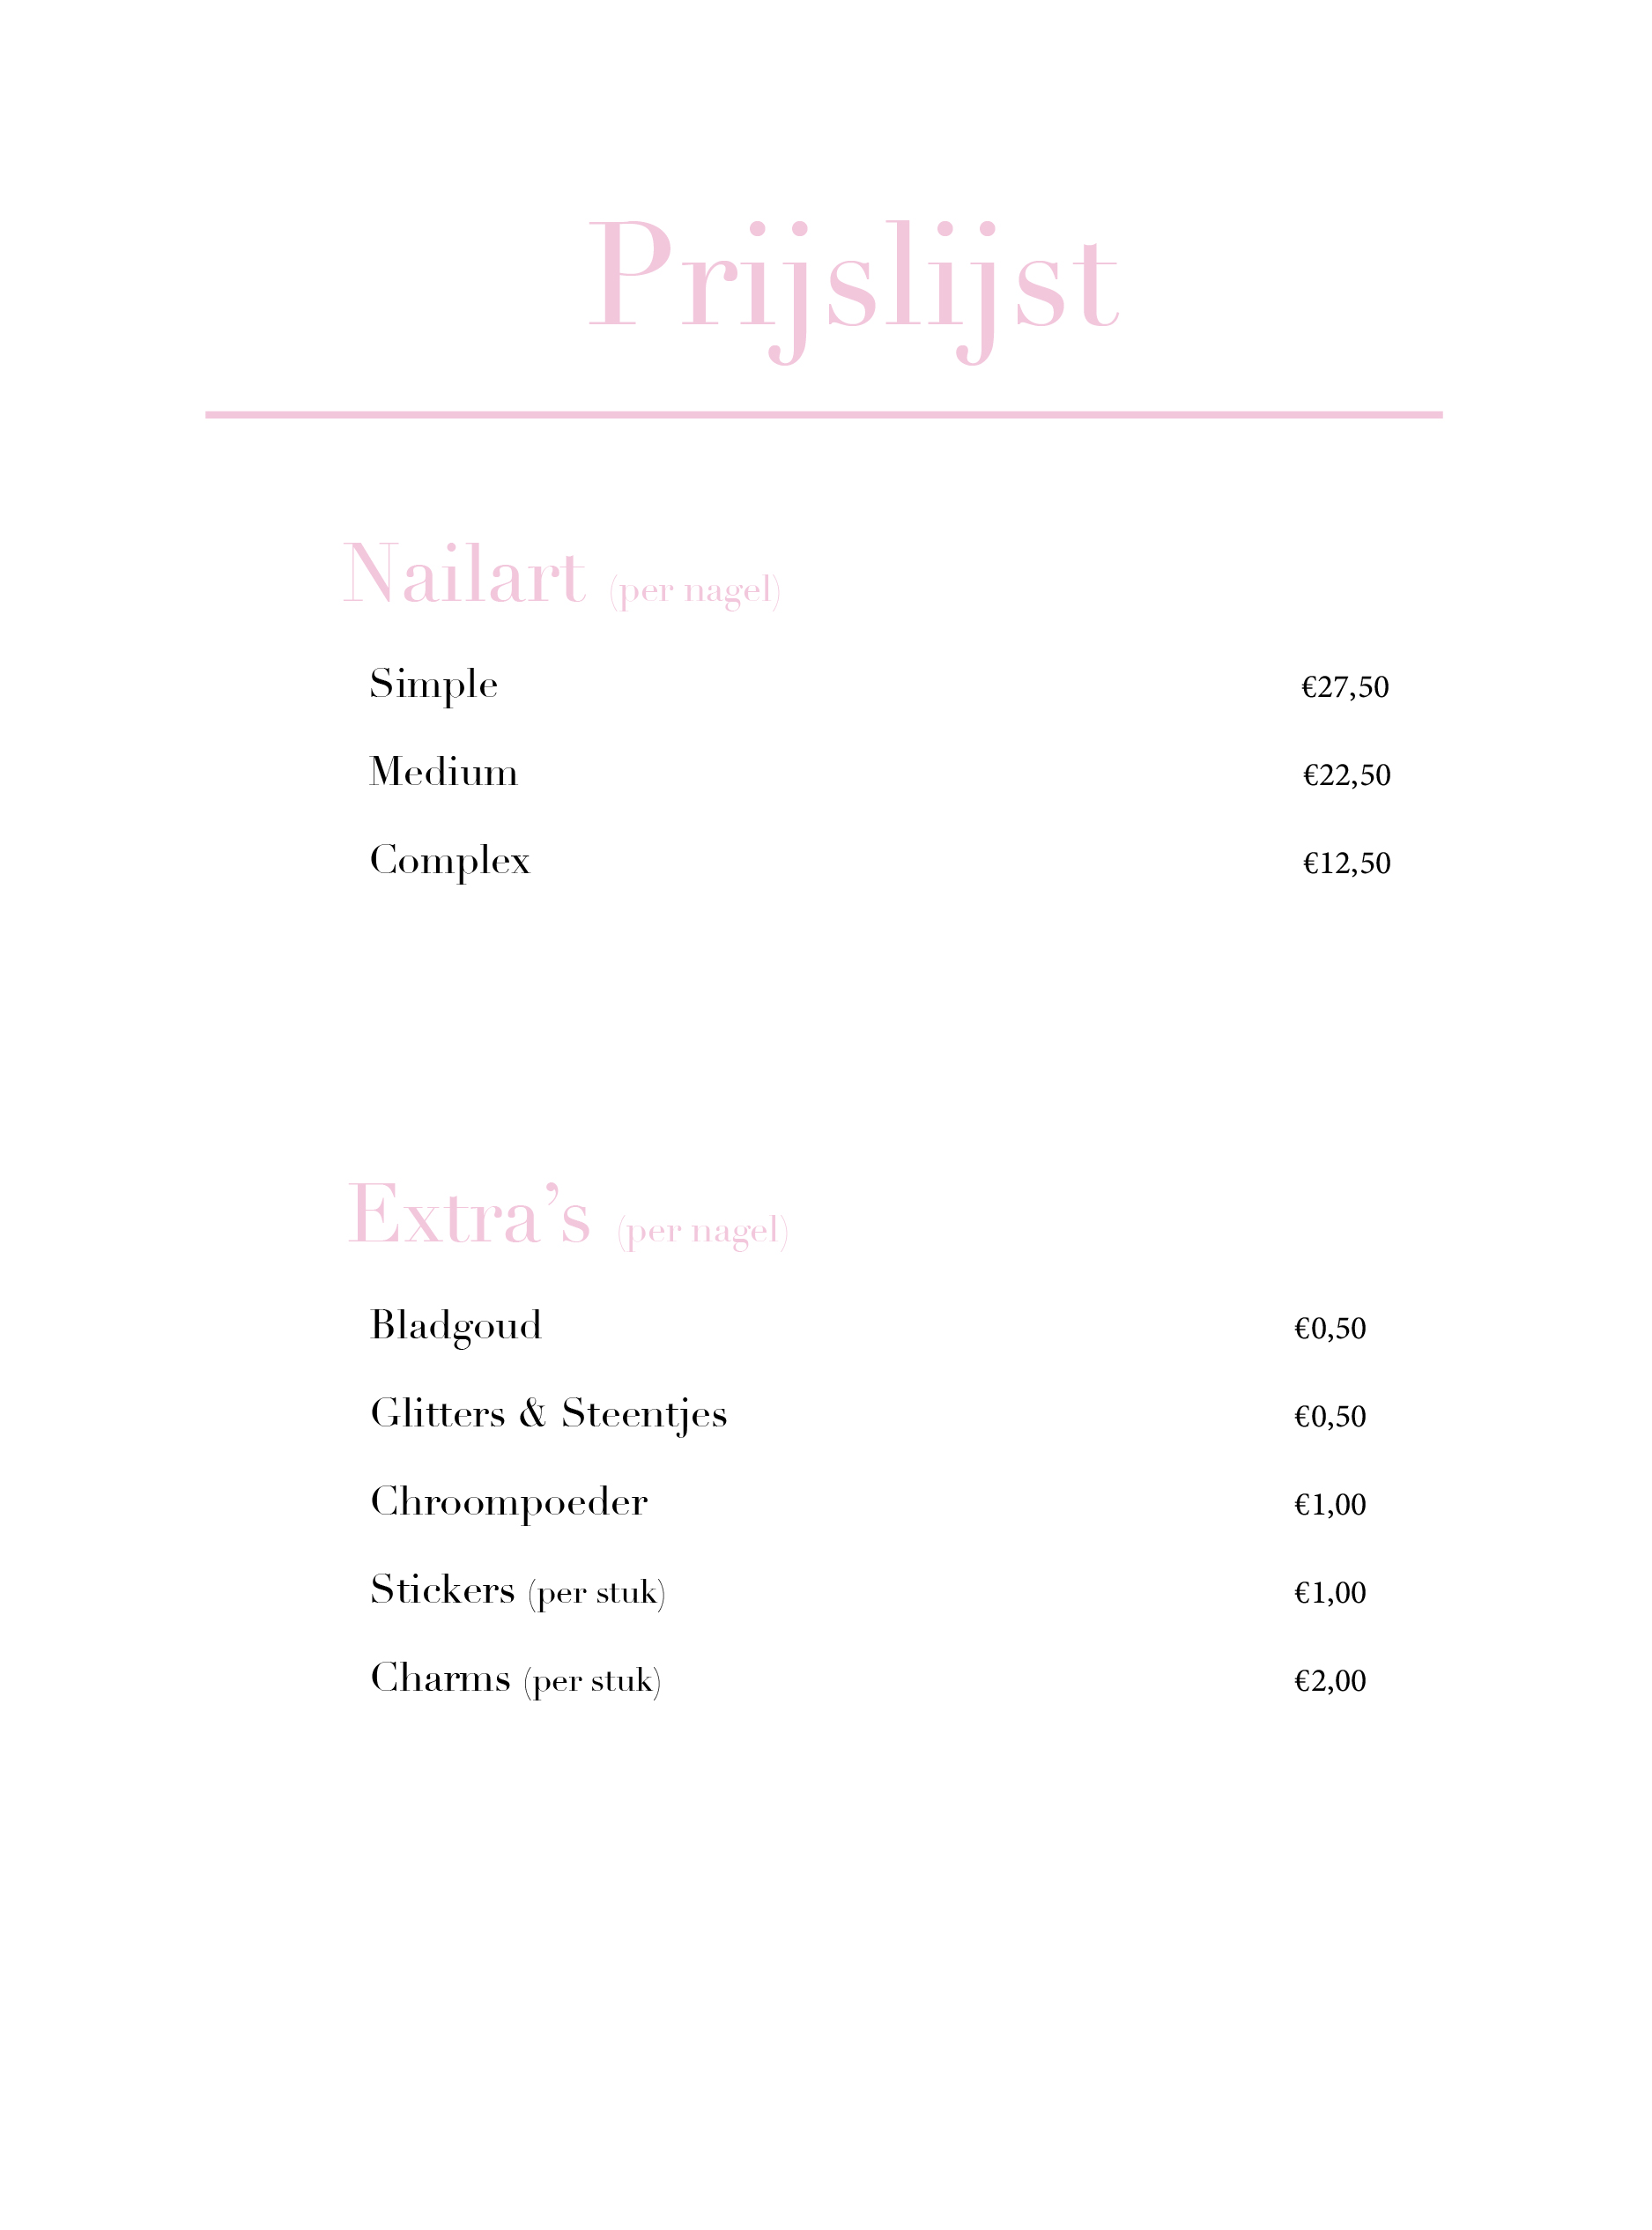 Prijslijst
Nailart (per nagel)
Simple €27,50
Medium €22,50
Complex €12,50
Extra’s (per nagel)
Bladgoud €0,50
Glitters & Steentjes €0,50
Chroompoeder €1,00
Stickers (per stuk) €1,00
Charms (per stuk) €2,00